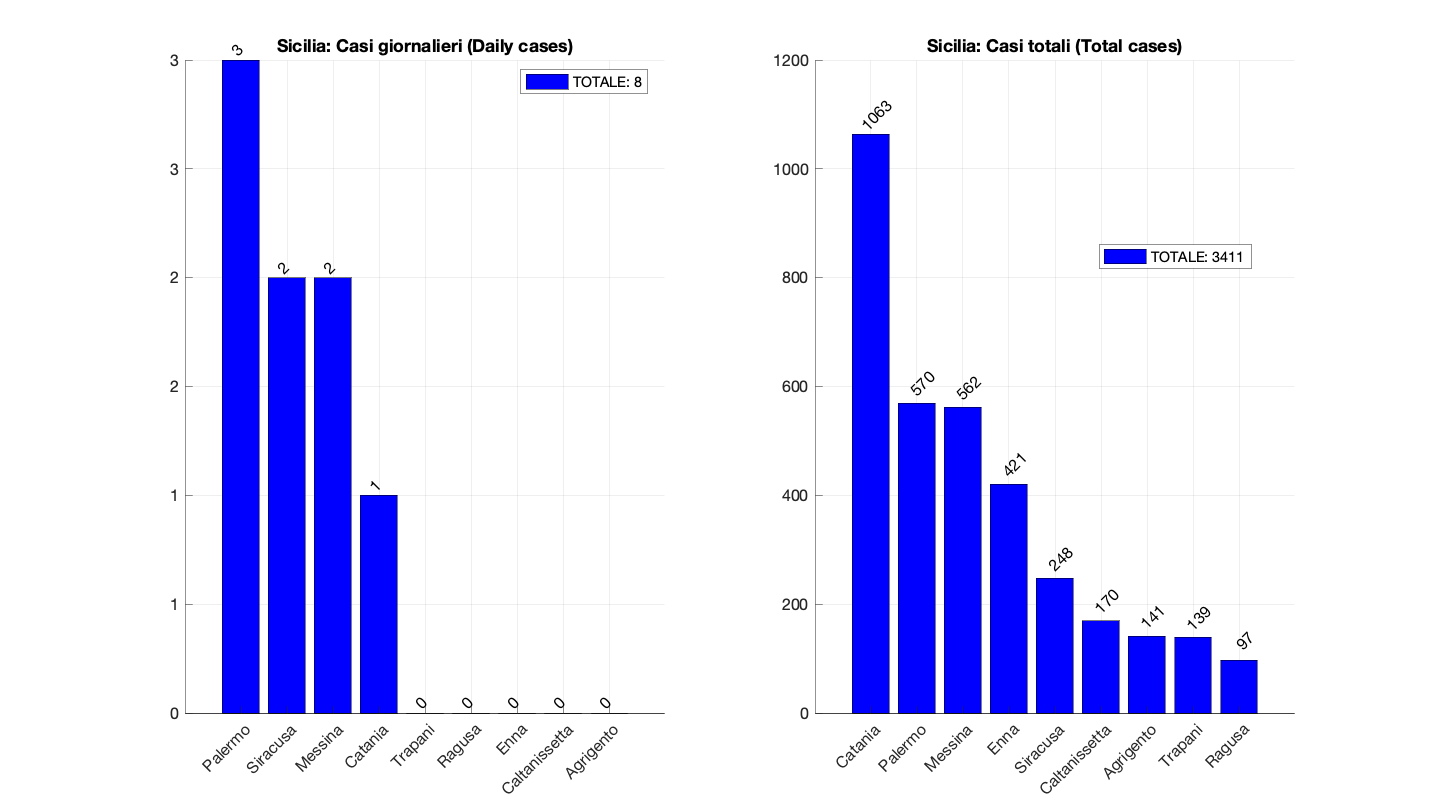 Sicilia: Casi giornalieri (Daily cases)
TOTALE: 8
3
3
2
2
1
1
0
3
2
2
1
0
0
0
0
0
Palermo
Siracusa
Messina
Catania
Trapani
Ragusa
Enna
Caltanissetta
Agrigento
Sicilia: Casi totali (Total cases)
TOTALE: 3411
1200
1000
800
600
400
200
0
1063
570
562
421
248
170
141
139
97
Catania
Palermo
Messina
Enna
Siracusa
Caltanissetta
Agrigento
Trapani
Ragusa